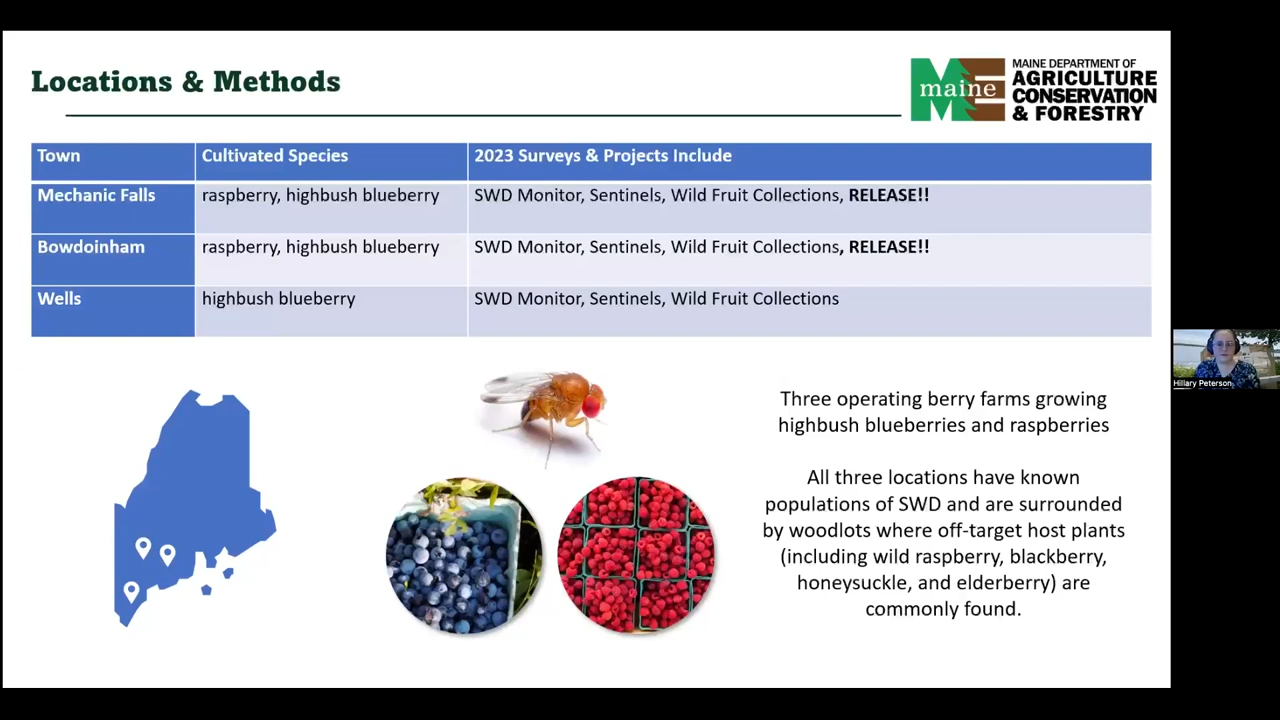 Locations & Methods
maine
MAINE DEPARTMENT OF
AGRICULTURE
CONSERVATION
& FORESTRY
Town Cultivated Species 2023 Surveys & Projects Include
Mechanic Falls raspberry, highbush blueberry SWD Monitor, Sentinels, Wild Fruit Collections, RELEASE!!
Bowdoinham raspberry, highbush blueberry SWD Monitor, Sentinels, Wild Fruit Collections, RELEASE!!
Wells highbush blueberry SWD Monitor, Sentinels, Wild Fruit Collections
Three operating berry farms growing
highbush blueberries and raspberries
All three locations have known
populations of SWD and are surrounded
by woodlots where off-target host plants
(including wild raspberry, blackberry,
honeysuckle, and elderberry) are
commonly found.
Hillary Peterson